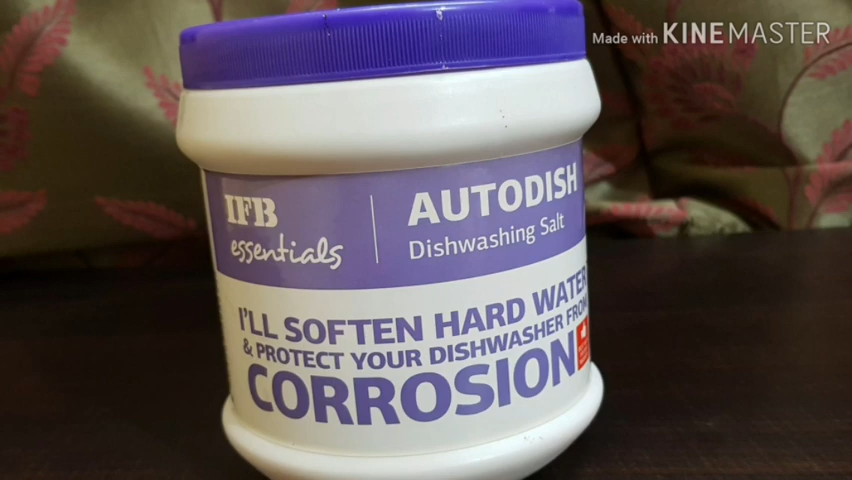 Made with KINEMASTER
IFB
essentials
AUTODISH
Dishwashing Salt
I'LL SOFTEN HARD WATER
& PROTECT YOUR DISHWASHER FROM
CORROSION